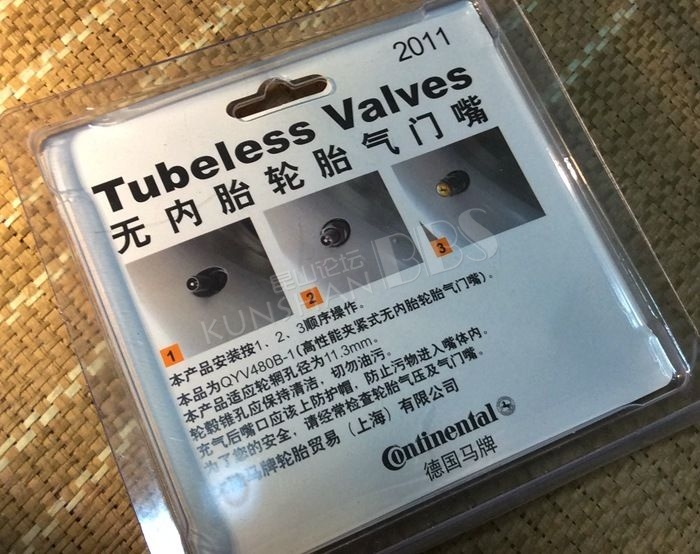 2011
Tubeless Valves
无内胎轮胎气门嘴
1
2
3
昆山论坛
KUNSHAN BBS
本产品安装按1、2、3顺序操作。
本品为QYV480B-1(高性能夹紧式无内胎轮胎气门嘴)。
本产品适应轮辋孔径为11.3mm。
轮毂锥孔应保持清洁，切勿油污。
充气后嘴口应该上防护帽，防止污物进入嘴体内。
为了您的安全，请经常检查轮胎气压及气门嘴。
马牌轮胎贸易（上海）有限公司
Continental
德国马牌